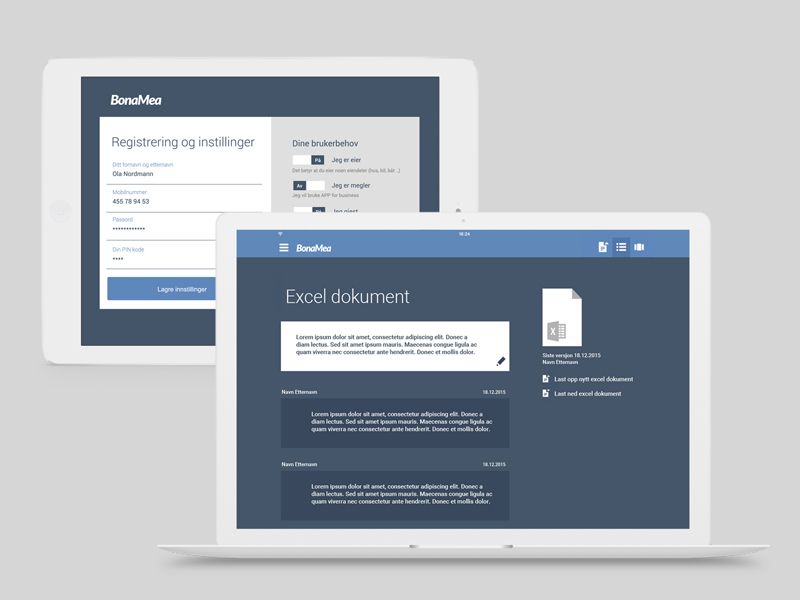 BonaMea
Registrering og instillinger
Ditt fornavn og etternavn
Ola Nordmann
Mobilnummer
455 78 94 53
Passord
************
Din PIN kode
****
Lagre innstillinger
Dine brukerbehov
På Jeg er eier
Det betyr at du eier noen eiendeler (hus, bil, båt ..)
Av Jeg er megler
Jeg vil bruke APP for business
Jeg gjest
16:24
BonaMea
Excel dokument
Lorem ipsum dolor sit amet, consectetur adipiscing elit. Donec a
diam lectus. Sed sit amet ipsum mauris. Maecenas congue ligula ac
quam viverra nec consectetur ante hendrerit. Donec et mollis dolor.
Navn Etternavn 18.12.2015
Lorem ipsum dolor sit amet, consectetur adipiscing elit. Donec a
diam lectus. Sed sit amet ipsum mauris. Maecenas congue ligula ac
quam viverra nec consectetur ante hendrerit. Donec et mollis dolor.
Navn Etternavn 18.12.2015
Lorem ipsum dolor sit amet, consectetur adipiscing elit. Donec a
diam lectus. Sed sit amet ipsum mauris. Maecenas congue ligula ac
quam viverra nec consectetur ante hendrerit. Donec et mollis dolor.
X
Siste versjon 18.12.2015
Navn Etternavn
Last opp nytt excel dokument
Last ned excel dokument